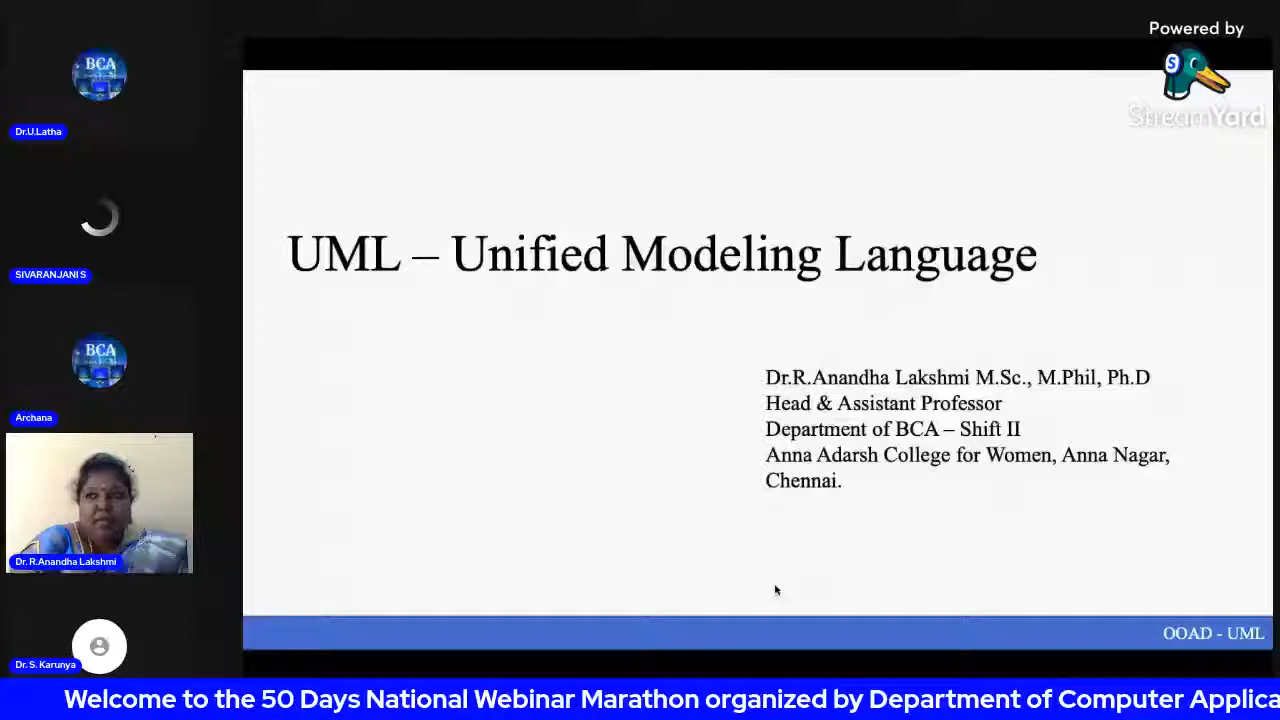 Powered by
StreamYard
BCA
Dr.U.Latha
SIVARANJANI S
BCA
Archana
Dr. R.Anandha Lakshmi
Dr. S. Karunya
UML – Unified Modeling Language
Dr.R.Anandha Lakshmi M.Sc., M.Phil, Ph.D
Head & Assistant Professor
Department of BCA – Shift II
Anna Adarsh College for Women, Anna Nagar,
Chennai.
OOAD - UML
Welcome to the 50 Days National Webinar Marathon organized by Department of Computer Applica